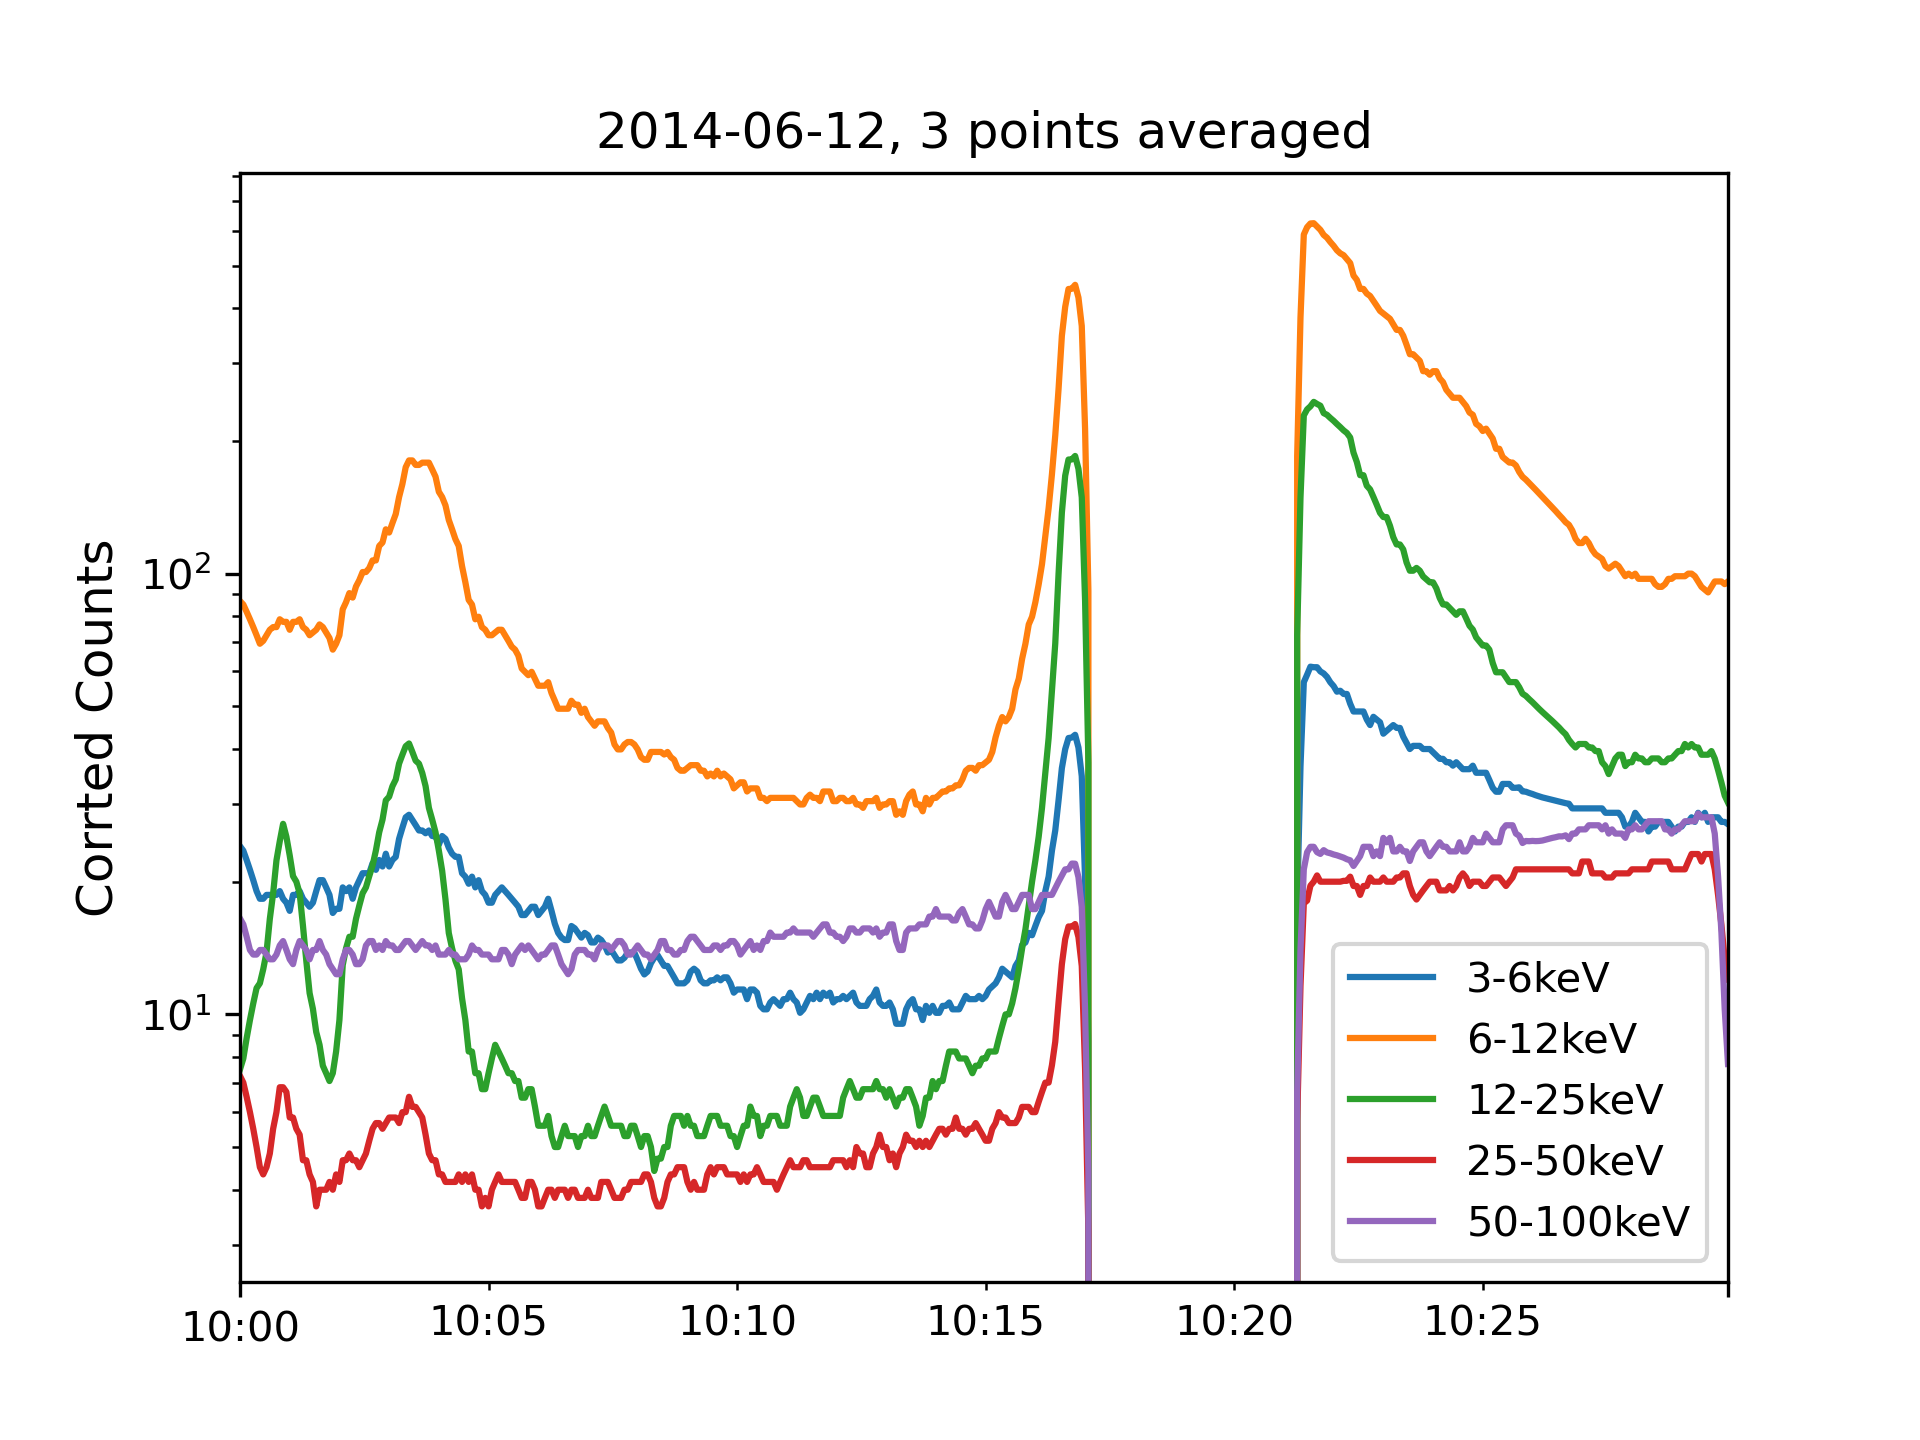 2014-06-12, 3 points averaged
Corrted Counts
10²
10¹
10:00 10:05 10:10 10:15 10:20 10:25
3-6keV
6-12keV
12-25keV
25-50keV
50-100keV